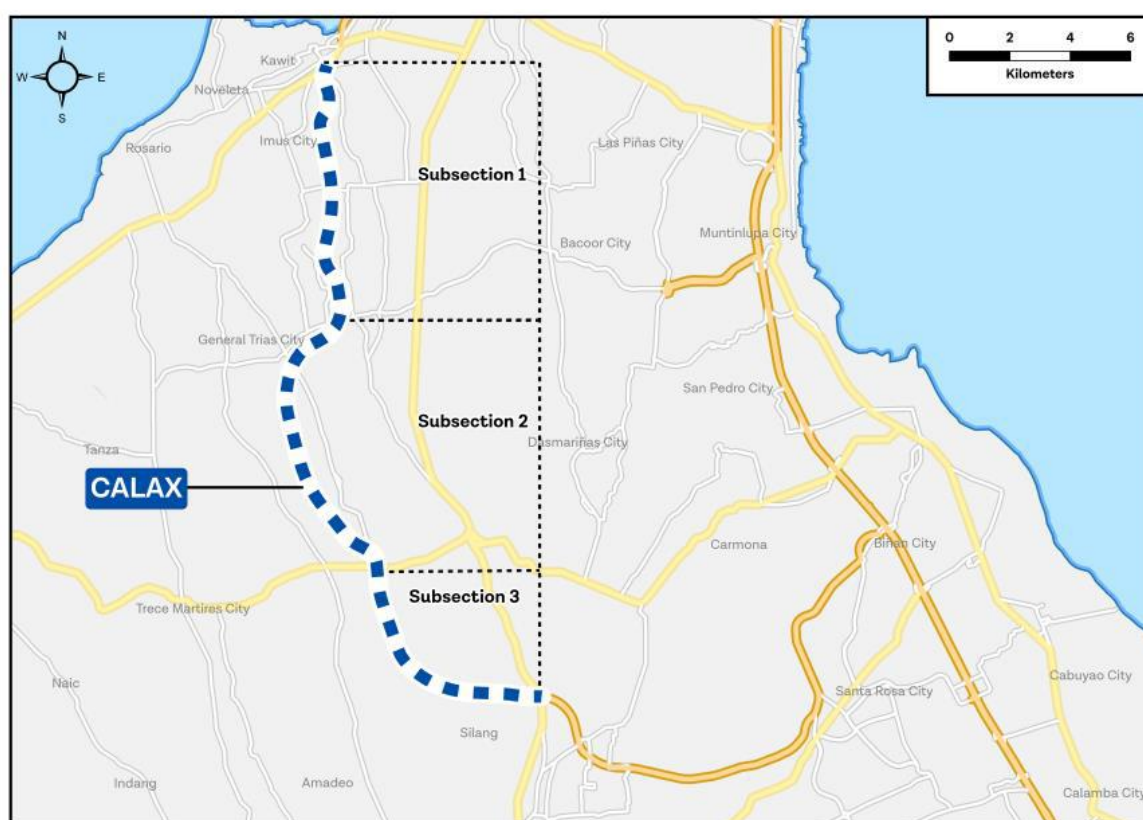 N
W E
S
0 2 4 6
Kilometers
Kawit
Noveleta
Rosario
Imus City
Las Piñas City
Subsection 1
Bacoor City
Muntinlupa City
General Trias City
San Pedro City
Subsection 2
Dasmariñas City
Tanza
CALAX
Carmona
Biñan City
Subsection 3
Trece Martires City
Naic
Cabuyao City
Santa Rosa City
Silang
Indang
Amadeo
Calamba City